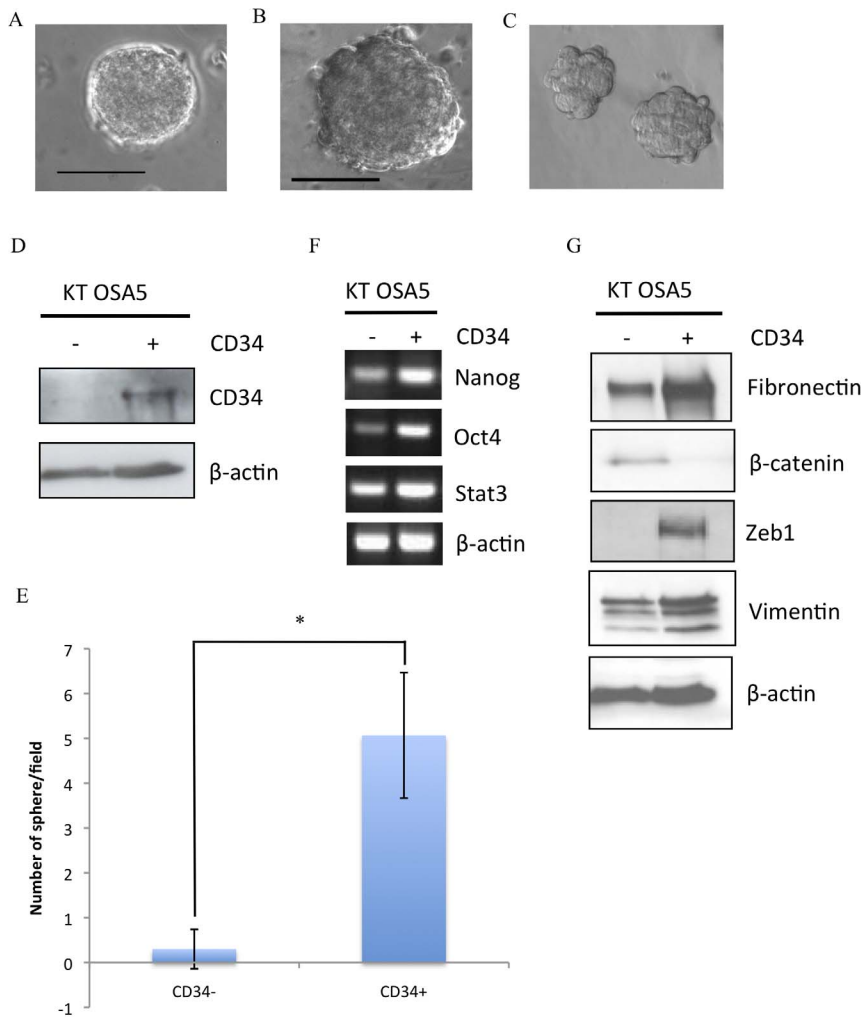 A
B
C
D
KT OSA5
- + CD34
CD34
β-actin
F
KT OSA5
- + CD34
Nanog
Oct4
Stat3
β-actin
G
KT OSA5
- + CD34
Fibronectin
β-catenin
Zeb1
Vimentin
β-actin
E
*
7
6
5
4
3
2
1
0
-1
Number of sphere/field
CD34-
CD34+